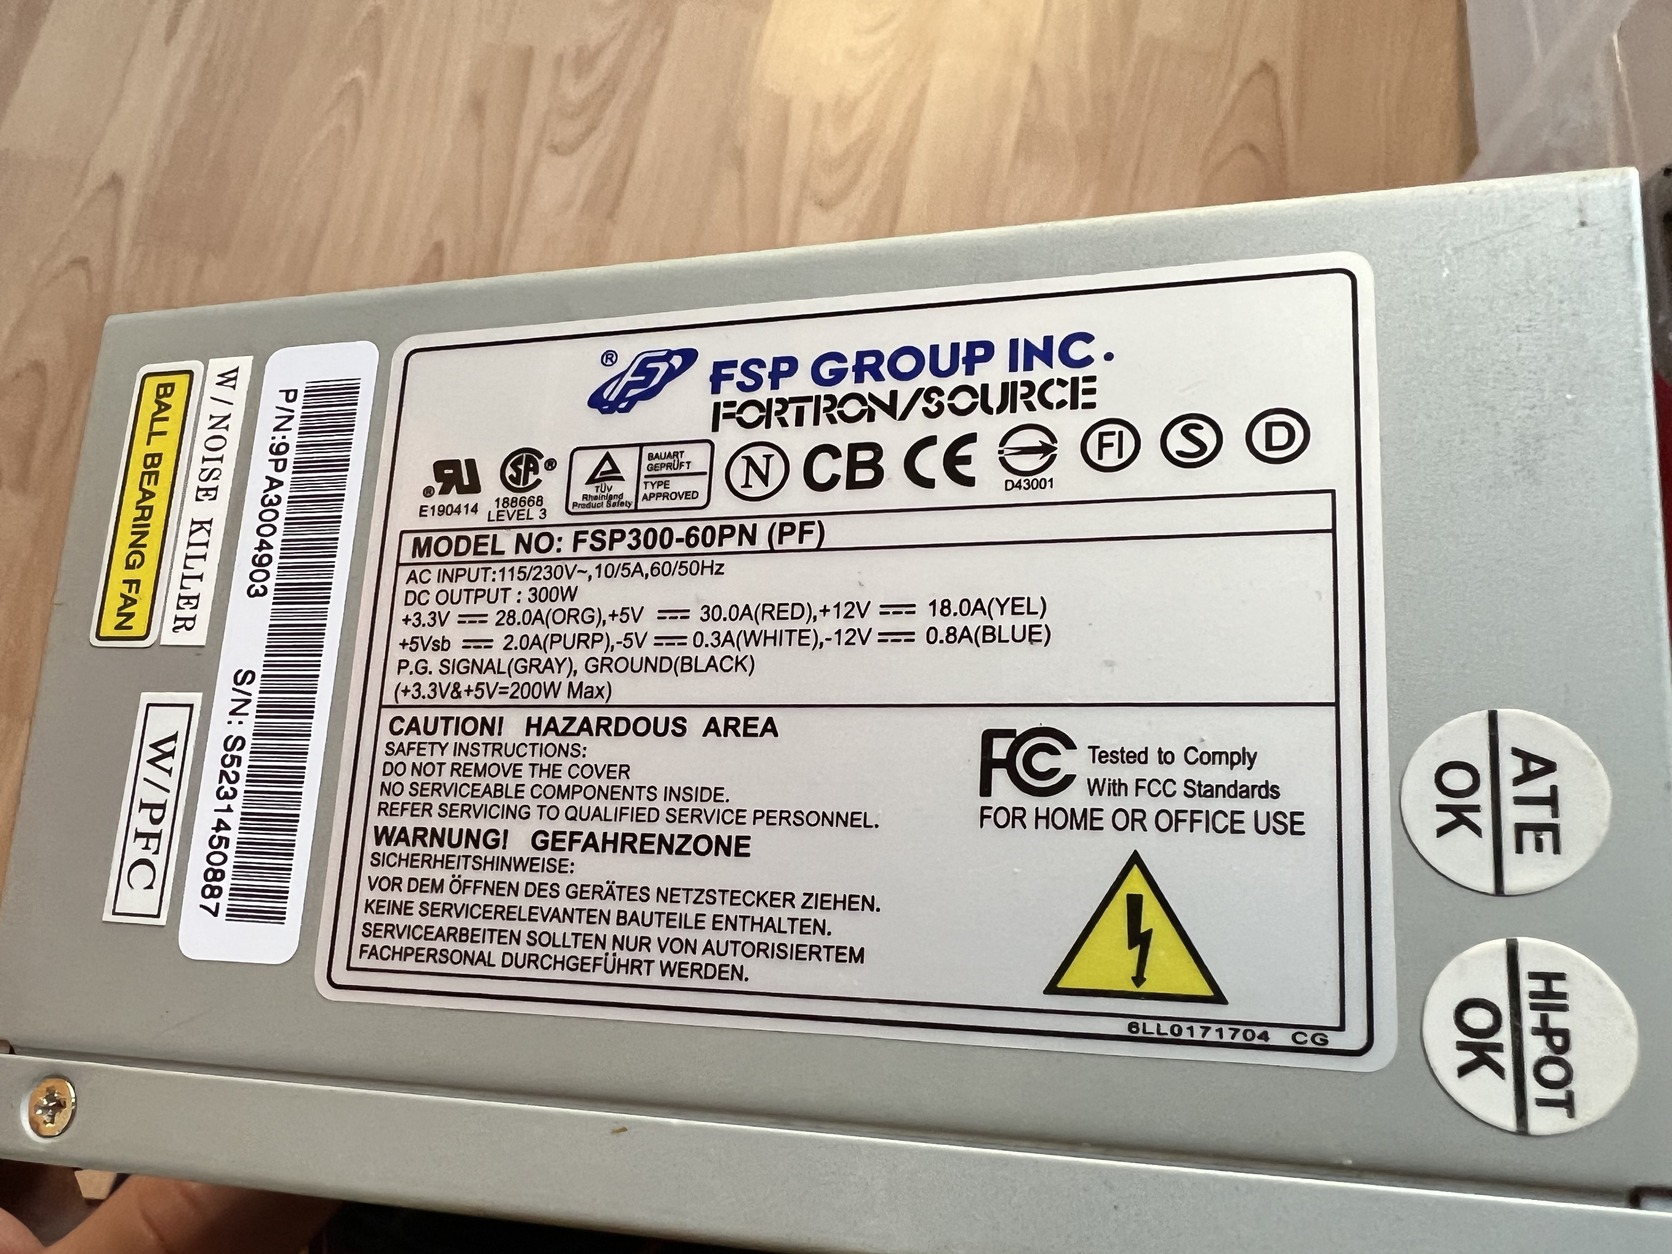 BALL BEARING FAN
W/NOISE KILLER
W/PFC
P/N:9PA3004903
S/N: S5231450887
® FSP GROUP INC.
FORTRON/SOURCE
E190414
188668
LEVEL 3
TÜV
Rheinland
Product Safety
BAUART
GEPRÜFT
TYPE
APPROVED
N CB CE
D43001
FI S D
MODEL NO: FSP300-60PN (PF)
AC INPUT:115/230V~,10/5A,60/50Hz
DC OUTPUT : 300W
+3.3V ⎓ 28.0A(ORG),+5V ⎓ 30.0A(RED),+12V ⎓ 18.0A(YEL)
+5Vsb ⎓ 2.0A(PURP),-5V ⎓ 0.3A(WHITE),-12V ⎓ 0.8A(BLUE)
P.G. SIGNAL(GRAY), GROUND(BLACK)
(+3.3V&+5V=200W Max)
CAUTION! HAZARDOUS AREA
SAFETY INSTRUCTIONS:
DO NOT REMOVE THE COVER
NO SERVICEABLE COMPONENTS INSIDE.
REFER SERVICING TO QUALIFIED SERVICE PERSONNEL.
WARNUNG! GEFAHRENZONE
SICHERHEITSHINWEISE:
VOR DEM ÖFFNEN DES GERÄTES NETZSTECKER ZIEHEN.
KEINE SERVICERELEVANTEN BAUTEILE ENTHALTEN.
SERVICEARBEITEN SOLLTEN NUR VON AUTORISIERTEM
FACHPERSONAL DURCHGEFÜHRT WERDEN.
FC Tested to Comply
With FCC Standards
FOR HOME OR OFFICE USE
6LL0171704 CG
ATE
OK
HI-POT
OK